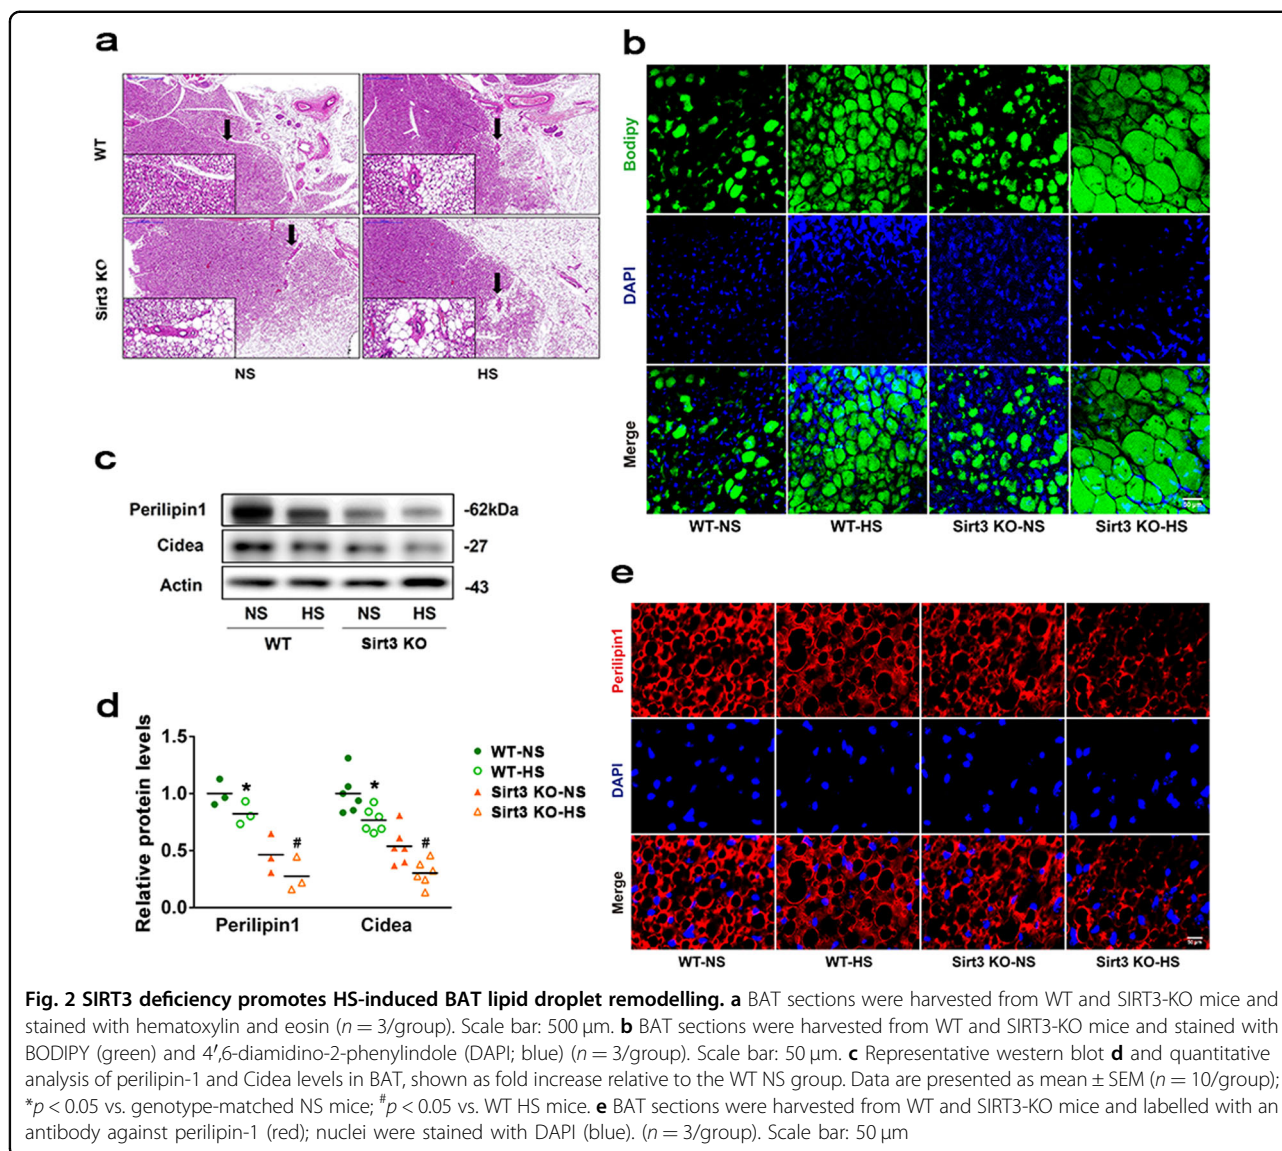 a
WT
Sirt3 KO
NS
HS
b
Bodipy
DAPI
Merge
50 μm
WT-NS
WT-HS
Sirt3 KO-NS
Sirt3 KO-HS
c
Perilipin1
-62kDa
Cidea
-27
Actin
-43
NS
HS
NS
HS
WT
Sirt3 KO
d
Relative protein levels
1.5
1.0
0.5
0.0
*
#
*
#
Perilipin1
Cidea
WT-NS
WT-HS
Sirt3 KO-NS
Sirt3 KO-HS
e
Perilipin1
DAPI
Merge
50 μm
WT-NS
WT-HS
Sirt3 KO-NS
Sirt3 KO-HS
Fig. 2 SIRT3 deficiency promotes HS-induced BAT lipid droplet remodelling. a BAT sections were harvested from WT and SIRT3-KO mice and
stained with hematoxylin and eosin (n = 3/group). Scale bar: 500 μm. b BAT sections were harvested from WT and SIRT3-KO mice and stained with
BODIPY (green) and 4′,6-diamidino-2-phenylindole (DAPI; blue) (n = 3/group). Scale bar: 50 μm. c Representative western blot d and quantitative
analysis of perilipin-1 and Cidea levels in BAT, shown as fold increase relative to the WT NS group. Data are presented as mean ± SEM (n = 10/group);
*p < 0.05 vs. genotype-matched NS mice; #p < 0.05 vs. WT HS mice. e BAT sections were harvested from WT and SIRT3-KO mice and labelled with an
antibody against perilipin-1 (red); nuclei were stained with DAPI (blue). (n = 3/group). Scale bar: 50 μm